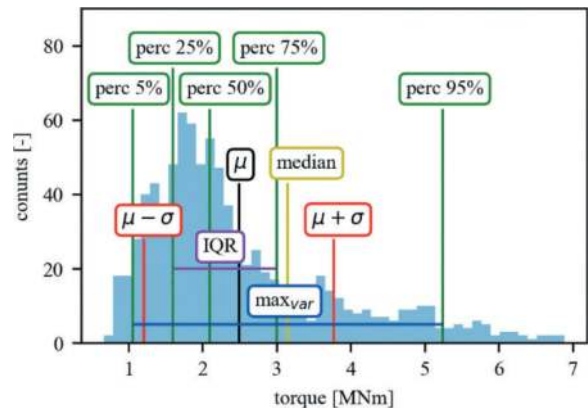 80
60
40
20
0
conunts [-]
perc 25%
perc 75%
perc 5%
perc 50%
perc 95%
μ
median
μ − σ
μ + σ
IQR
max_var
1 2 3 4 5 6 7
torque [MNm]